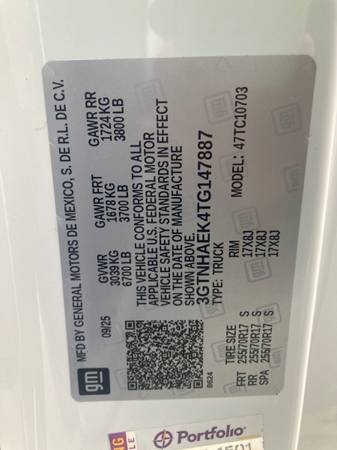 MFD BY GENERAL MOTORS DE MEXICO, S. DE R.L. DE C.V.
gm
09/25
GVWR
3039 KG
6700 LB
GAWR FRT
1678 KG
3700 LB
GAWR RR
1724 KG
3800 LB
THIS VEHICLE CONFORMS TO ALL
APPLICABLE U.S. FEDERAL MOTOR
VEHICLE SAFETY STANDARDS IN EFFECT
ON THE DATE OF MANUFACTURE
SHOWN ABOVE.
3GTNHAEK4TG147887
TYPE: TRUCK
MODEL: 47TC10703
8624
TIRE SIZE RIM
FRT 255/70R17 S 17X8J
RR 255/70R17 S 17X8J
SPA 255/70R17 S 17X8J
Portfolio